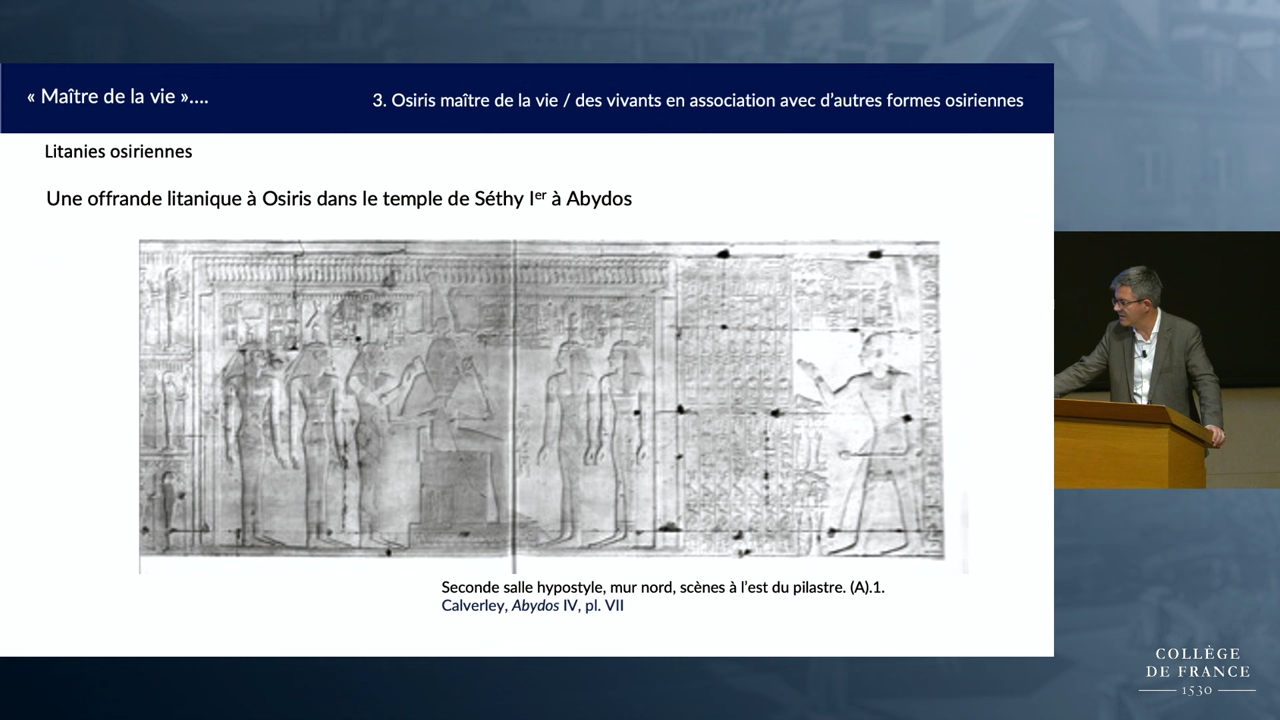 « Maître de la vie »....
3. Osiris maître de la vie / des vivants en association avec d’autres formes osiriennes
Litanies osiriennes
Une offrande litanique à Osiris dans le temple de Séthy Ier à Abydos
Seconde salle hypostyle, mur nord, scènes à l’est du pilastre. (A).1.
Calverley, Abydos IV, pl. VII
COLLÈGE
DE FRANCE
1530